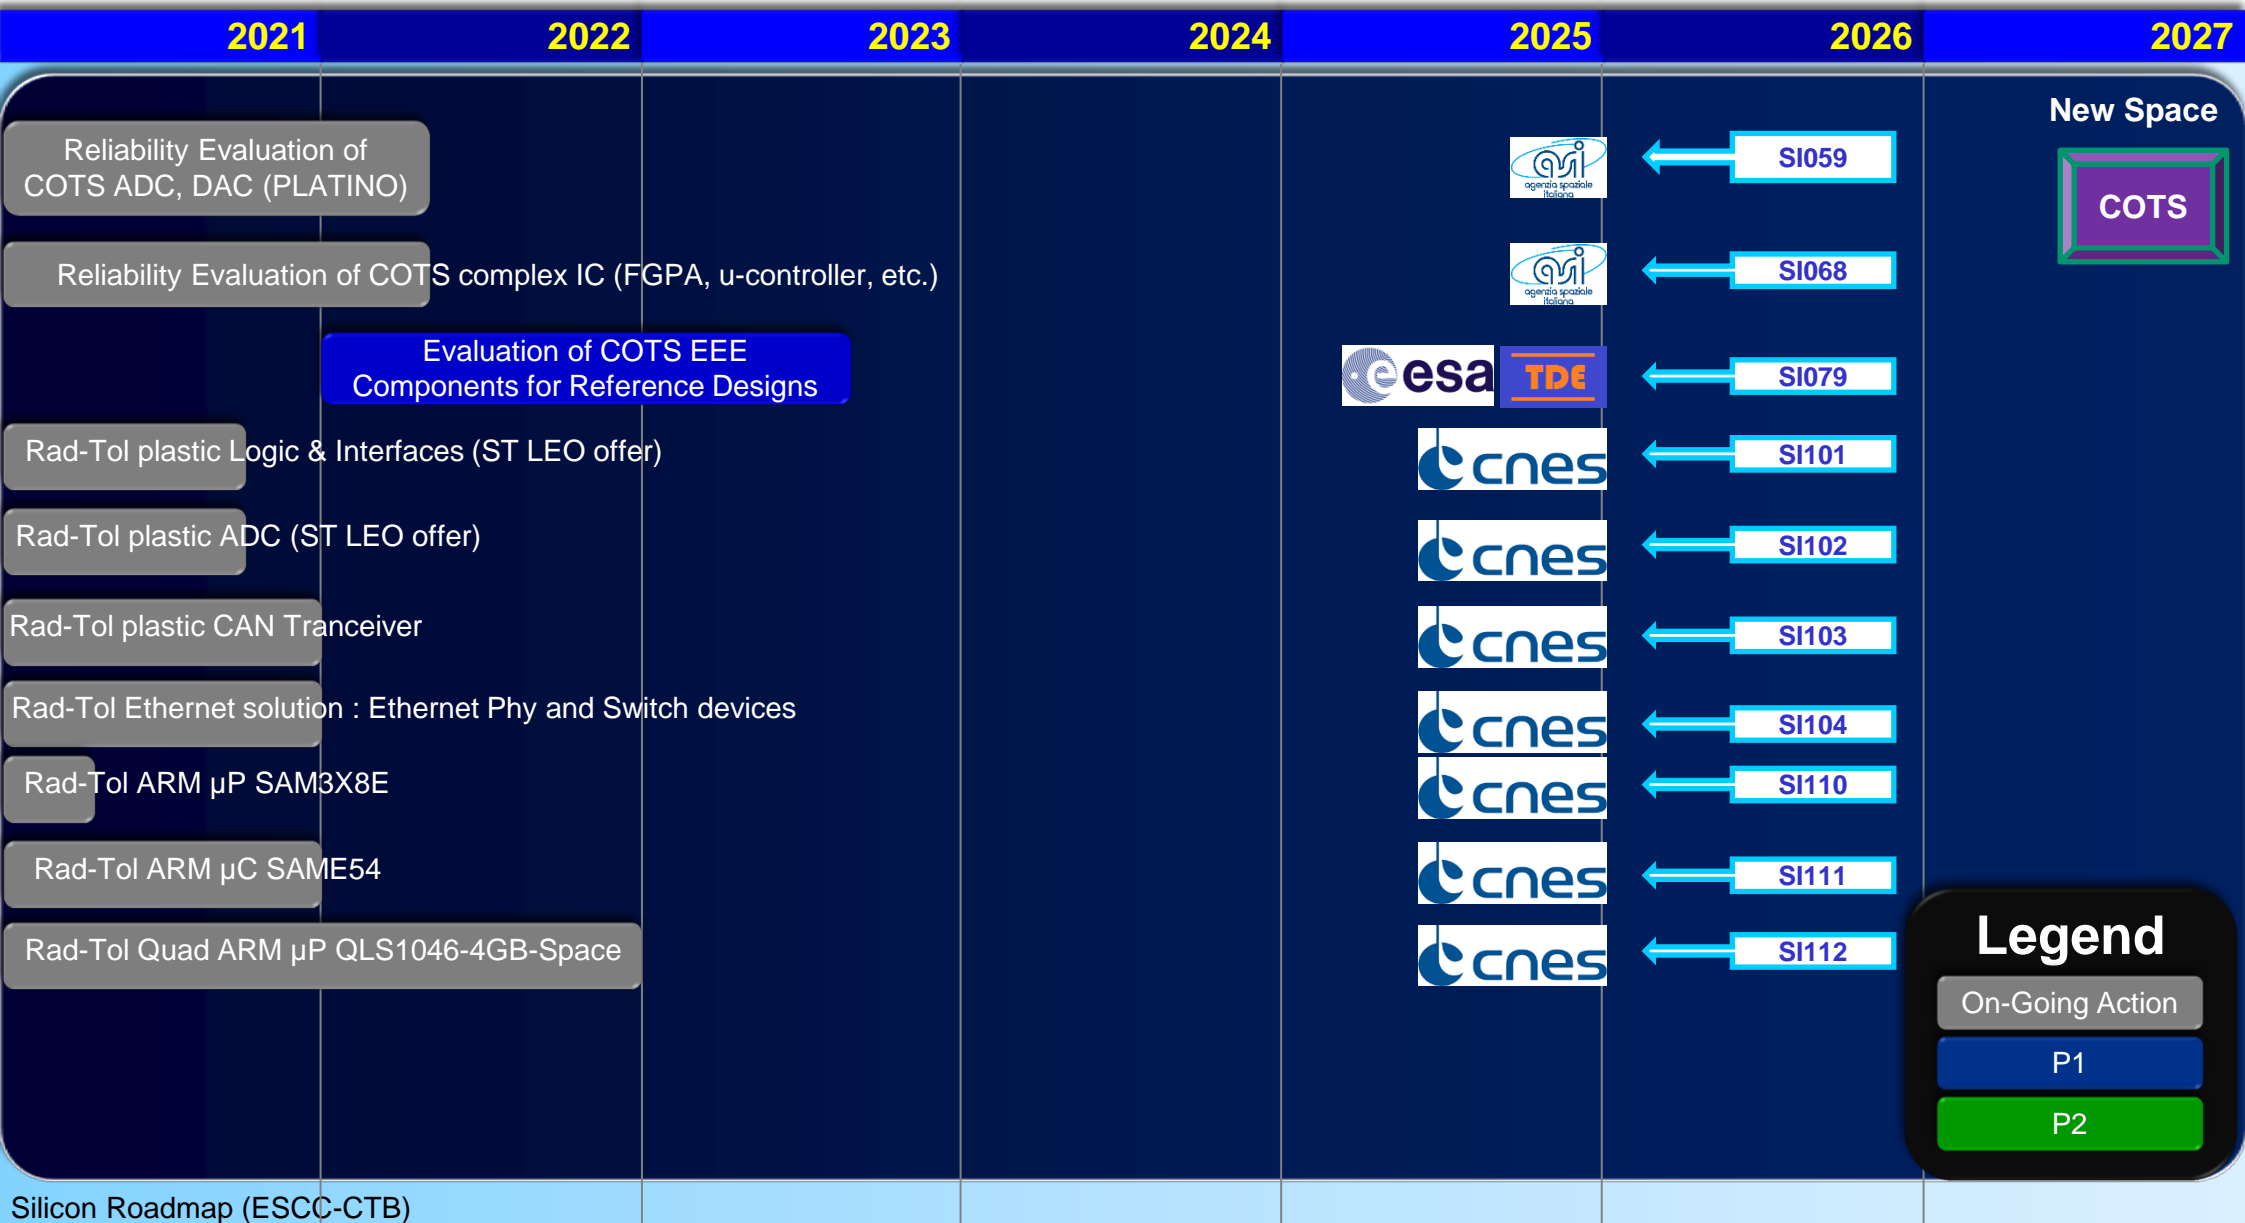 2021 2022 2023 2024 2025 2026 2027
New Space
COTS
Reliability Evaluation of
COTS ADC, DAC (PLATINO)
asi
agenzia spaziale
italiana
SI059
Reliability Evaluation of COTS complex IC (FGPA, u-controller, etc.)
asi
agenzia spaziale
italiana
SI068
Evaluation of COTS EEE
Components for Reference Designs
esa
TDE
SI079
Rad-Tol plastic Logic & Interfaces (ST LEO offer)
cnes
SI101
Rad-Tol plastic ADC (ST LEO offer)
cnes
SI102
Rad-Tol plastic CAN Tranceiver
cnes
SI103
Rad-Tol Ethernet solution : Ethernet Phy and Switch devices
cnes
SI104
Rad-Tol ARM µP SAM3X8E
cnes
SI110
Rad-Tol ARM µC SAME54
cnes
SI111
Rad-Tol Quad ARM µP QLS1046-4GB-Space
cnes
SI112
Legend
On-Going Action
P1
P2
Silicon Roadmap (ESCC-CTB)